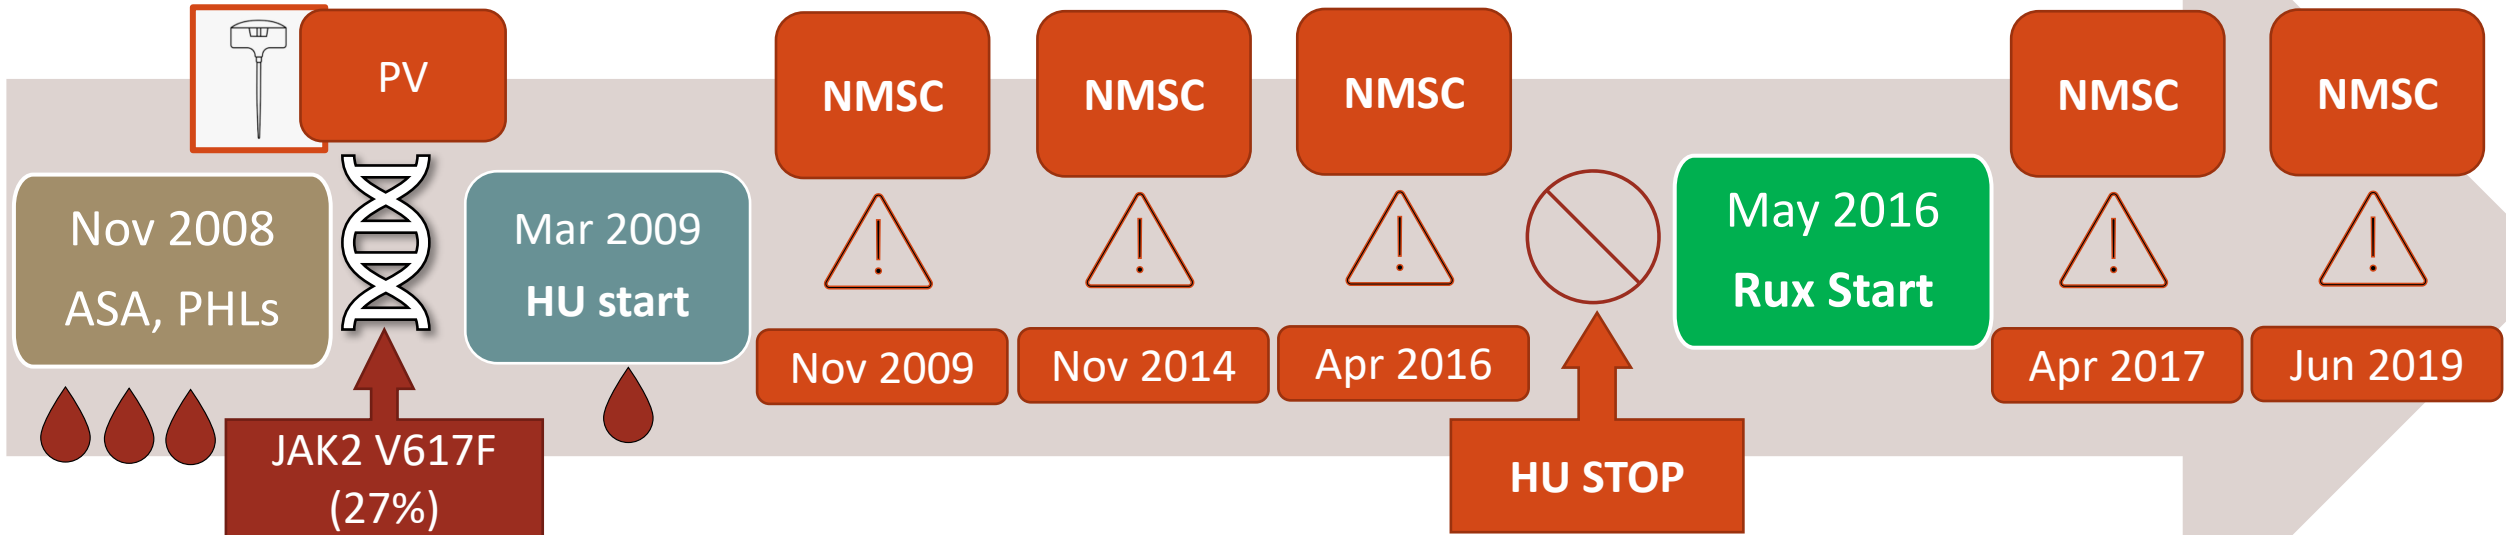 PV
Nov 2008
ASA, PHLs
JAK2 V617F
(27%)
Mar 2009
HU start
NMSC
Nov 2009
NMSC
Nov 2014
NMSC
Apr 2016
HU STOP
May 2016
Rux Start
NMSC
Apr 2017
NMSC
Jun 2019